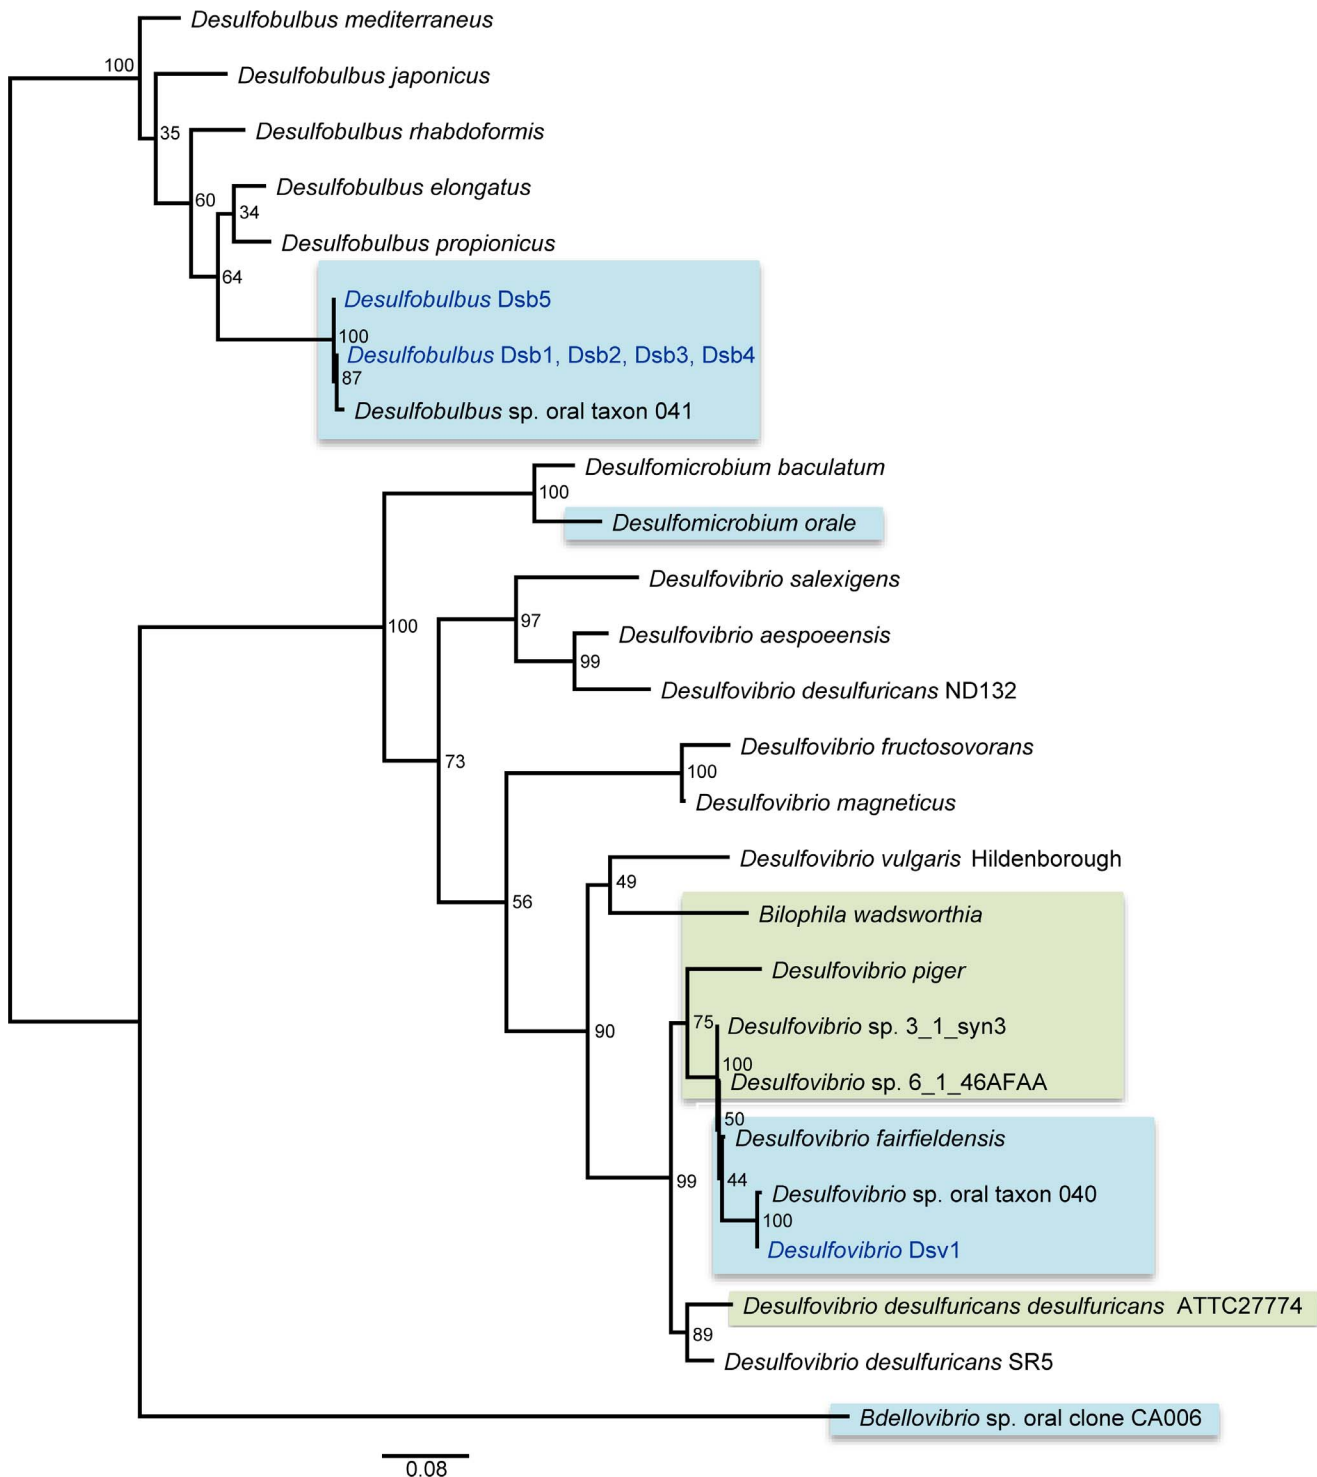 Desulfobulbus mediterraneus
100
Desulfobulbus japonicus
35
Desulfobulbus rhabdoformis
Desulfobulbus elongatus
60
34
Desulfobulbus propionicus
64
Desulfobulbus Dsb5
100
Desulfobulbus Dsb1, Dsb2, Dsb3, Dsb4
87
Desulfobulbus sp. oral taxon 041
Desulfomicrobium baculatum
100
Desulfomicrobium orale
Desulfovibrio salexigens
97
100
Desulfovibrio aespoeensis
99
Desulfovibrio desulfuricans ND132
Desulfovibrio fructosovorans
73
100
Desulfovibrio magneticus
Desulfovibrio vulgaris Hildenborough
49
56
Bilophila wadsworthia
Desulfovibrio piger
75
Desulfovibrio sp. 3_1_syn3
90
100
Desulfovibrio sp. 6_1_46AFAA
50
Desulfovibrio fairfieldensis
99
44
Desulfovibrio sp. oral taxon 040
100
Desulfovibrio Dsv1
Desulfovibrio desulfuricans desulfuricans ATTC27774
89
Desulfovibrio desulfuricans SR5
Bdellovibrio sp. oral clone CA006
0.08